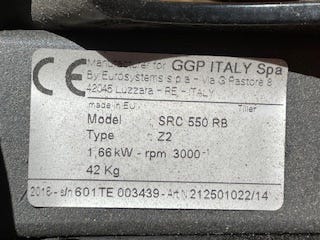 CE
Manufacturer for GGP ITALY Spa
By Eurosystems s.p.a - via G Pastore 8
42045 Luzzara - RE - ITALY
made in EU. Tiller
Model : SRC 550 RB
Type : Z2
1,66 kW - rpm 3000⁻¹
42 Kg
2016 - s/n 601TE 003439 - Art N 212501022/14